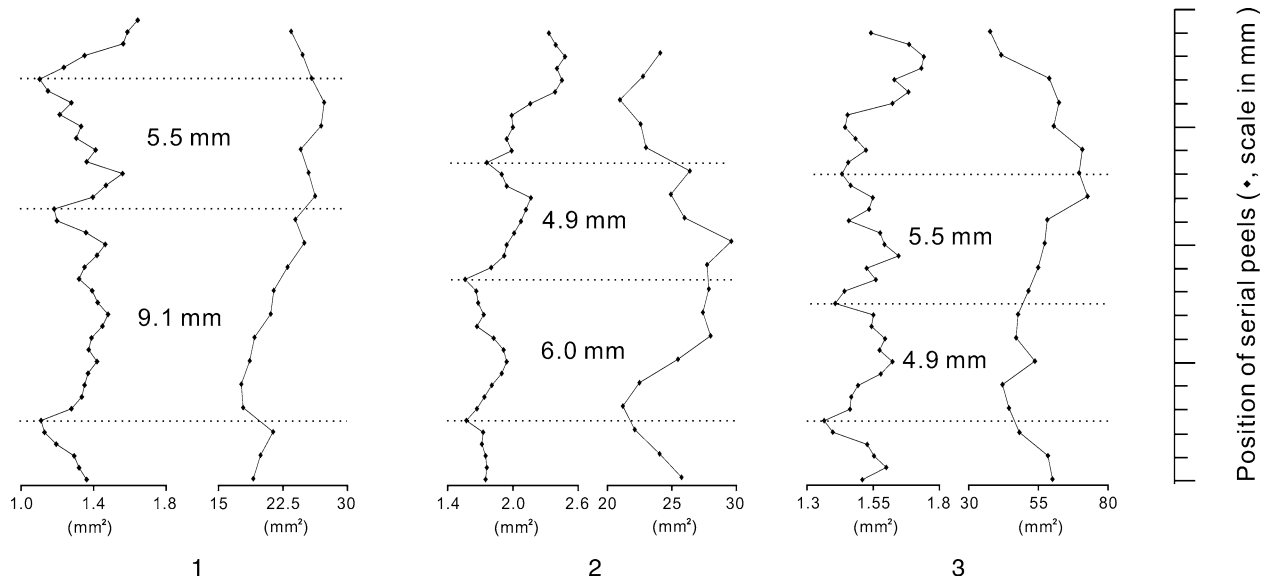 5.5 mm
9.1 mm
1.0 1.4 1.8
(mm²)
15 22.5 30
(mm²)
1
4.9 mm
6.0 mm
1.4 2.0 2.6
(mm²)
20 25 30
(mm²)
2
5.5 mm
4.9 mm
1.3 1.55 1.8
(mm²)
30 55 80
(mm²)
3
Position of serial peels (⬥, scale in mm )